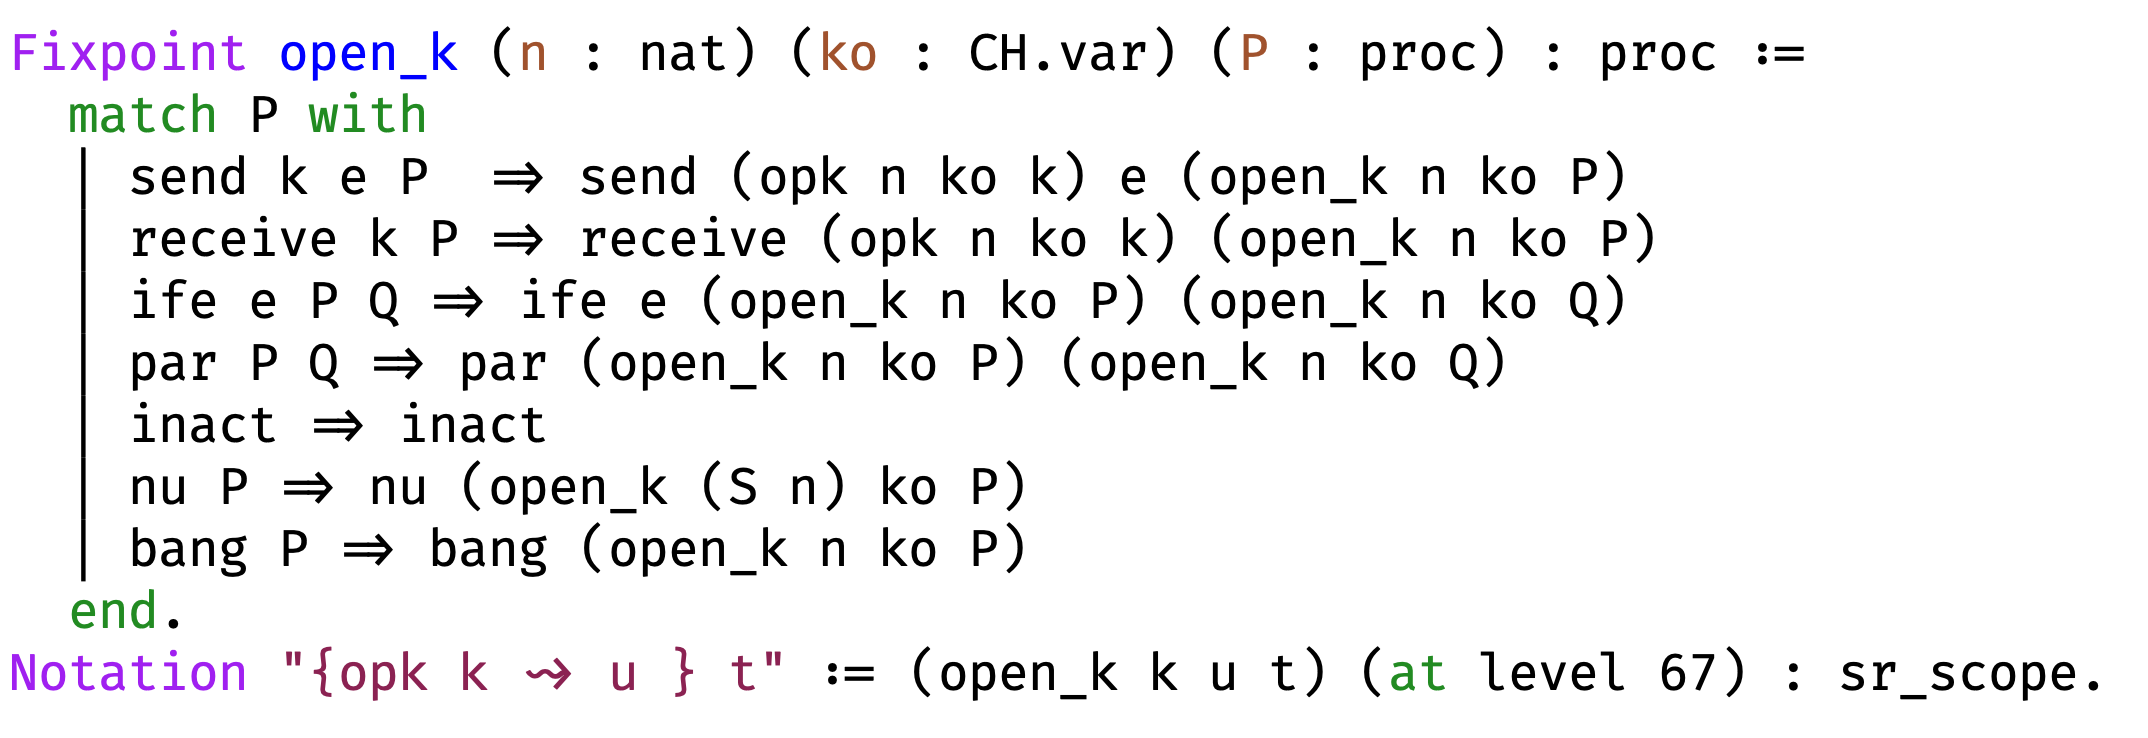 Fixpoint open_k (n : nat) (ko : CH.var) (P : proc) : proc :=
  match P with
  | send k e P  ⇒ send (opk n ko k) e (open_k n ko P)
  | receive k P ⇒ receive (opk n ko k) (open_k n ko P)
  | ife e P Q ⇒ ife e (open_k n ko P) (open_k n ko Q)
  | par P Q ⇒ par (open_k n ko P) (open_k n ko Q)
  | inact ⇒ inact
  | nu P ⇒ nu (open_k (S n) ko P)
  | bang P ⇒ bang (open_k n ko P)
  end.
Notation "{opk k ⇝ u } t" := (open_k k u t) (at level 67) : sr_scope.